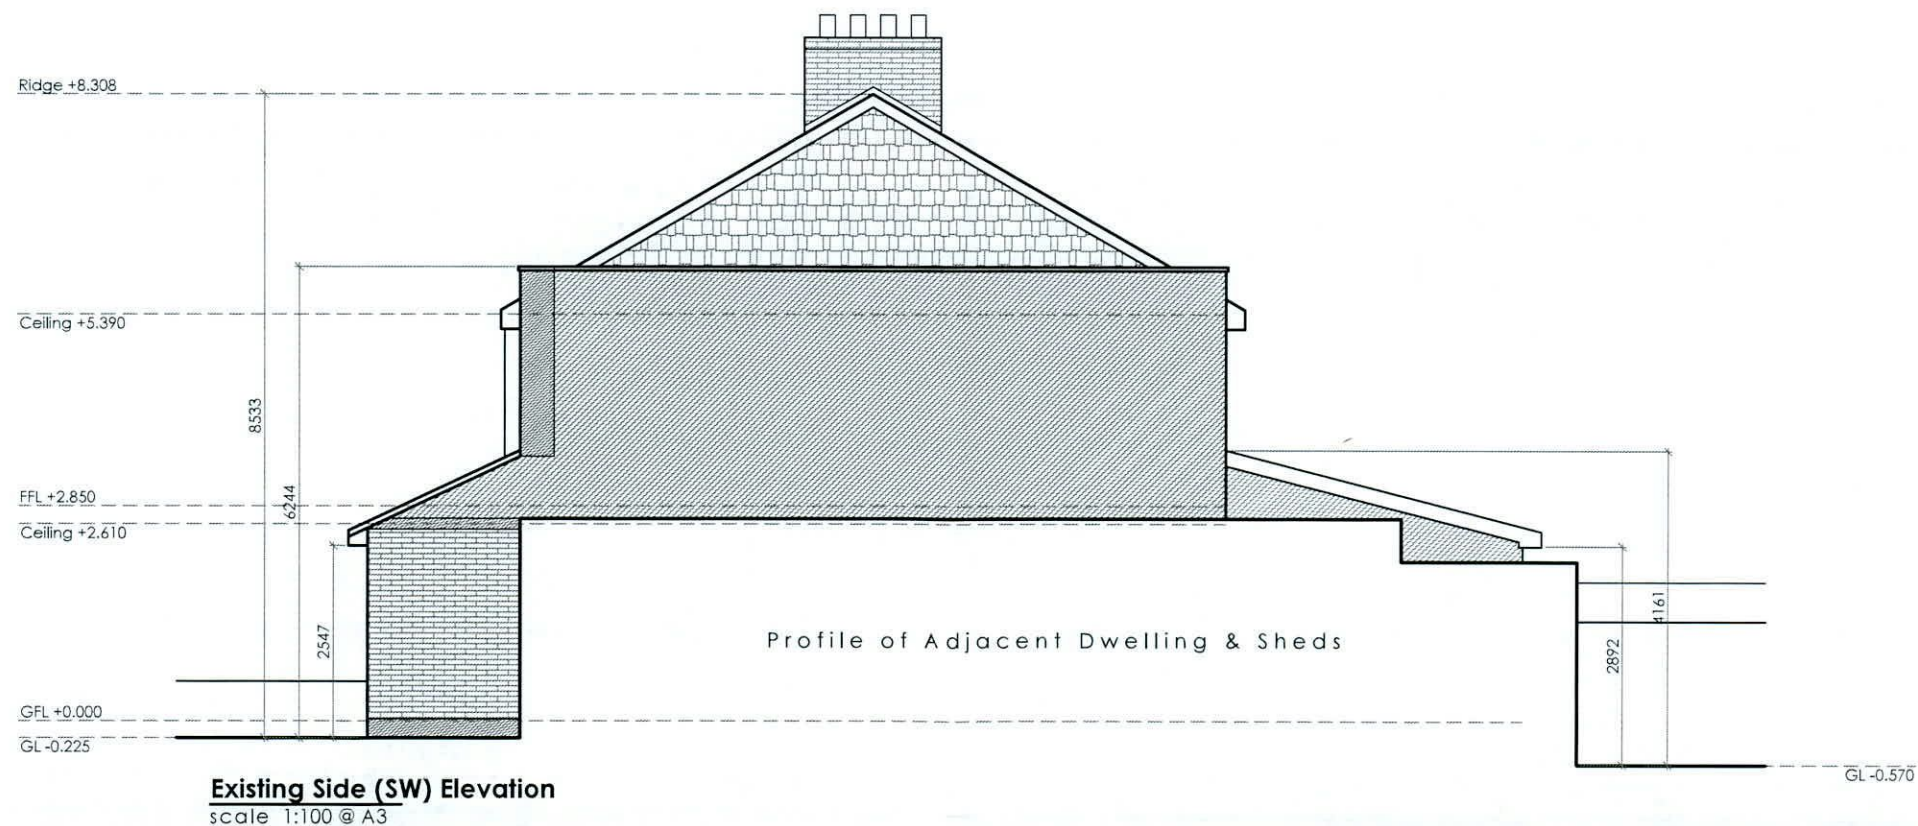 Ridge +8.308
Ceiling +5.390
8533
FFL +2.850
6244
Ceiling +2.610
4161
2547
Profile of Adjacent Dwelling & Sheds
2892
GFL +0.000
GL -0.225
GL -0.570
Existing Side (SW) Elevation
scale 1:100 @ A3